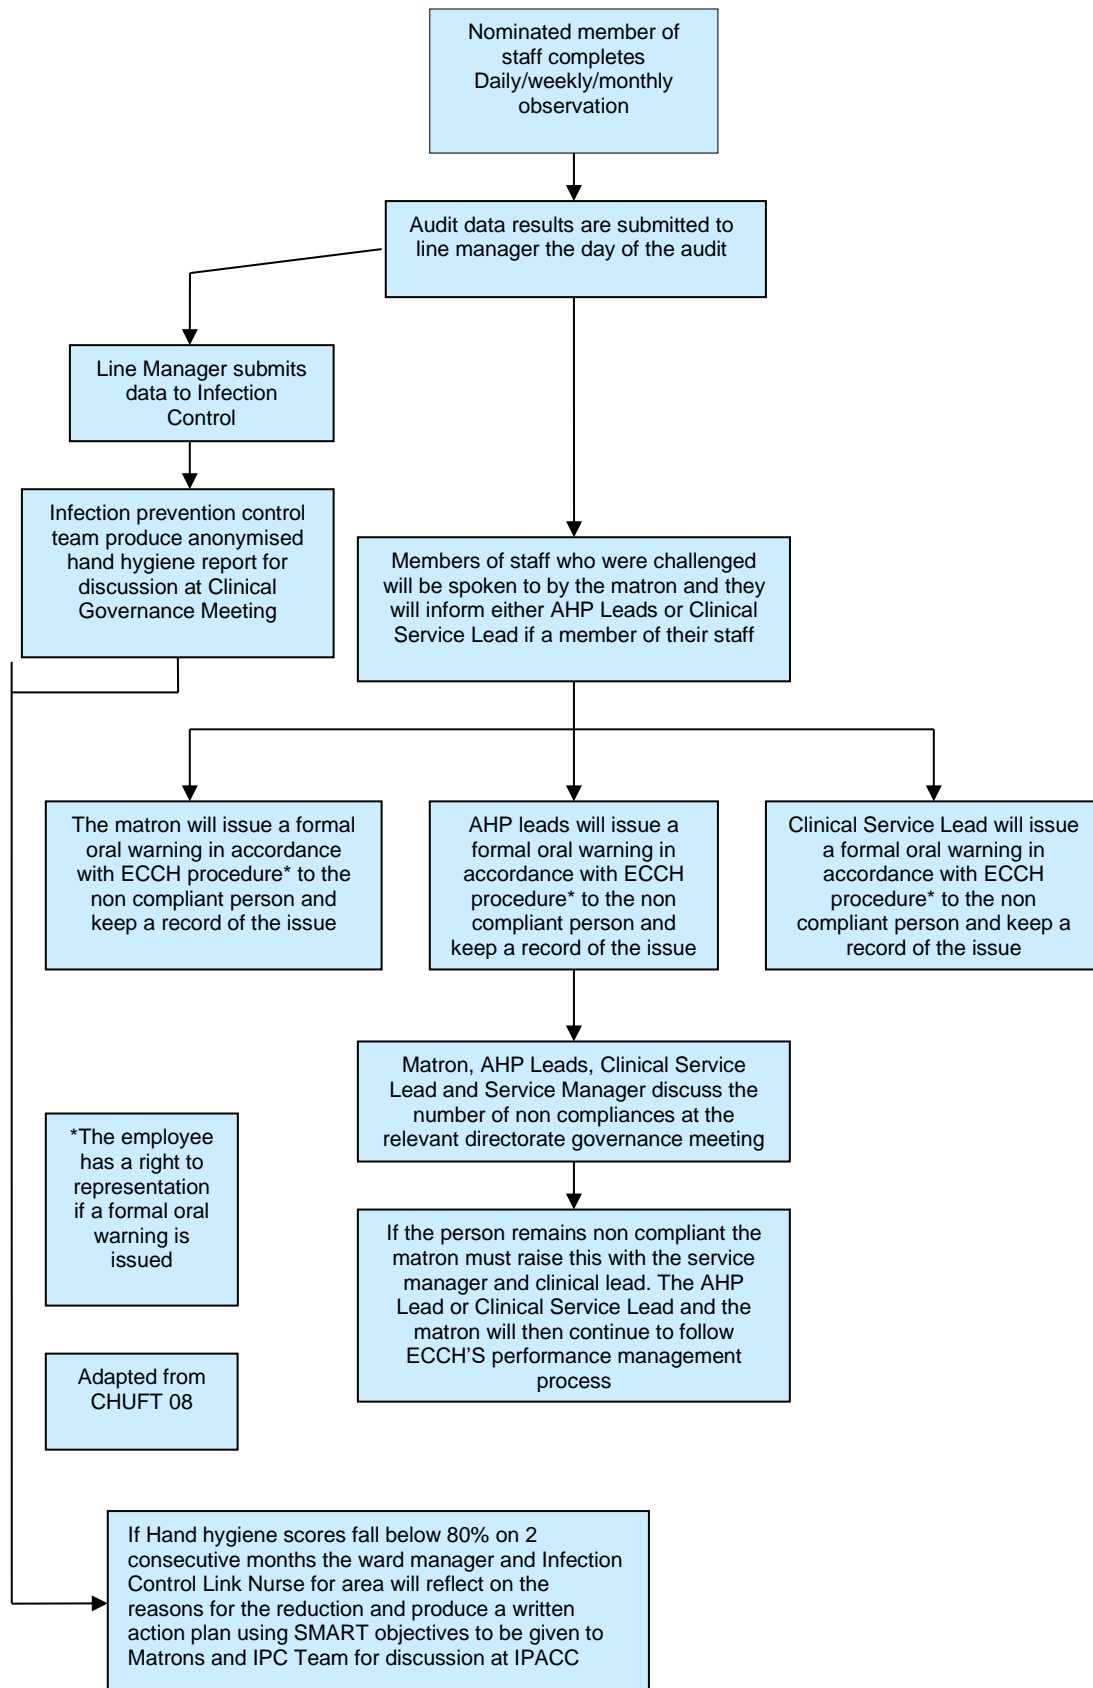 Nominated member of
staff completes
Daily/weekly/monthly
observation
Audit data results are submitted to
line manager the day of the audit
Line Manager submits
data to Infection
Control
Infection prevention control
team produce anonymised
hand hygiene report for
discussion at Clinical
Governance Meeting
Members of staff who were challenged
will be spoken to by the matron and they
will inform either AHP Leads or Clinical
Service Lead if a member of their staff
The matron will issue a formal
oral warning in accordance
with ECCH procedure* to the
non compliant person and
keep a record of the issue
AHP leads will issue a
formal oral warning in
accordance with ECCH
procedure* to the non
compliant person and
keep a record of the issue
Clinical Service Lead will issue
a formal oral warning in
accordance with ECCH
procedure* to the non
compliant person and keep a
record of the issue
Matron, AHP Leads, Clinical Service
Lead and Service Manager discuss the
number of non compliances at the
relevant directorate governance meeting
*The employee
has a right to
representation
if a formal oral
warning is
issued
If the person remains non compliant the
matron must raise this with the service
manager and clinical lead. The AHP
Lead or Clinical Service Lead and the
matron will then continue to follow
ECCH'S performance management
process
Adapted from
CHUFT 08
If Hand hygiene scores fall below 80% on 2
consecutive months the ward manager and Infection
Control Link Nurse for area will reflect on the
reasons for the reduction and produce a written
action plan using SMART objectives to be given to
Matrons and IPC Team for discussion at IPACC